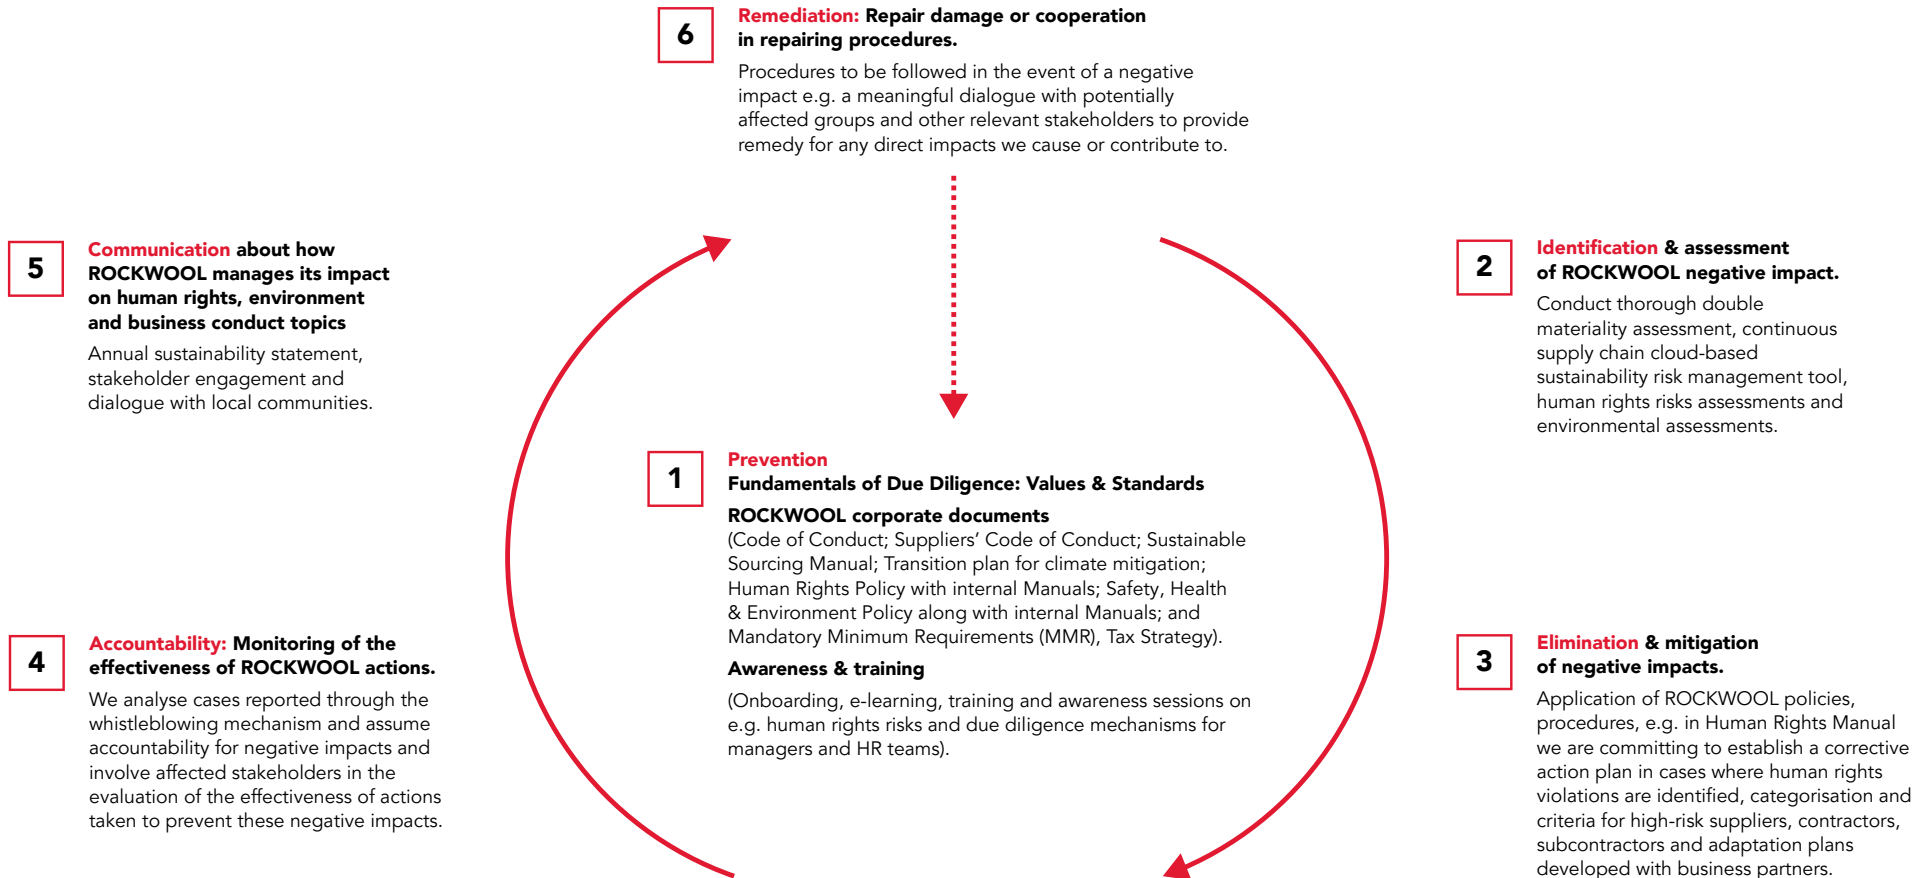 6
Remediation: Repair damage or cooperation
in repairing procedures.
Procedures to be followed in the event of a negative
impact e.g. a meaningful dialogue with potentially
affected groups and other relevant stakeholders to provide
remedy for any direct impacts we cause or contribute to.
5
Communication about how
ROCKWOOL manages its impact
on human rights, environment
and business conduct topics
Annual sustainability statement,
stakeholder engagement and
dialogue with local communities.
2
Identification & assessment
of ROCKWOOL negative impact.
Conduct thorough double
materiality assessment, continuous
supply chain cloud-based
sustainability risk management tool,
human rights risks assessments and
environmental assessments.
1
Prevention
Fundamentals of Due Diligence: Values & Standards
ROCKWOOL corporate documents
(Code of Conduct; Suppliers’ Code of Conduct; Sustainable
Sourcing Manual; Transition plan for climate mitigation;
Human Rights Policy with internal Manuals; Safety, Health
& Environment Policy along with internal Manuals; and
Mandatory Minimum Requirements (MMR), Tax Strategy).
Awareness & training
(Onboarding, e-learning, training and awareness sessions on
e.g. human rights risks and due diligence mechanisms for
managers and HR teams).
4
Accountability: Monitoring of the
effectiveness of ROCKWOOL actions.
We analyse cases reported through the
whistleblowing mechanism and assume
accountability for negative impacts and
involve affected stakeholders in the
evaluation of the effectiveness of actions
taken to prevent these negative impacts.
3
Elimination & mitigation
of negative impacts.
Application of ROCKWOOL policies,
procedures, e.g. in Human Rights Manual
we are committing to establish a corrective
action plan in cases where human rights
violations are identified, categorisation and
criteria for high-risk suppliers, contractors,
subcontractors and adaptation plans
developed with business partners.